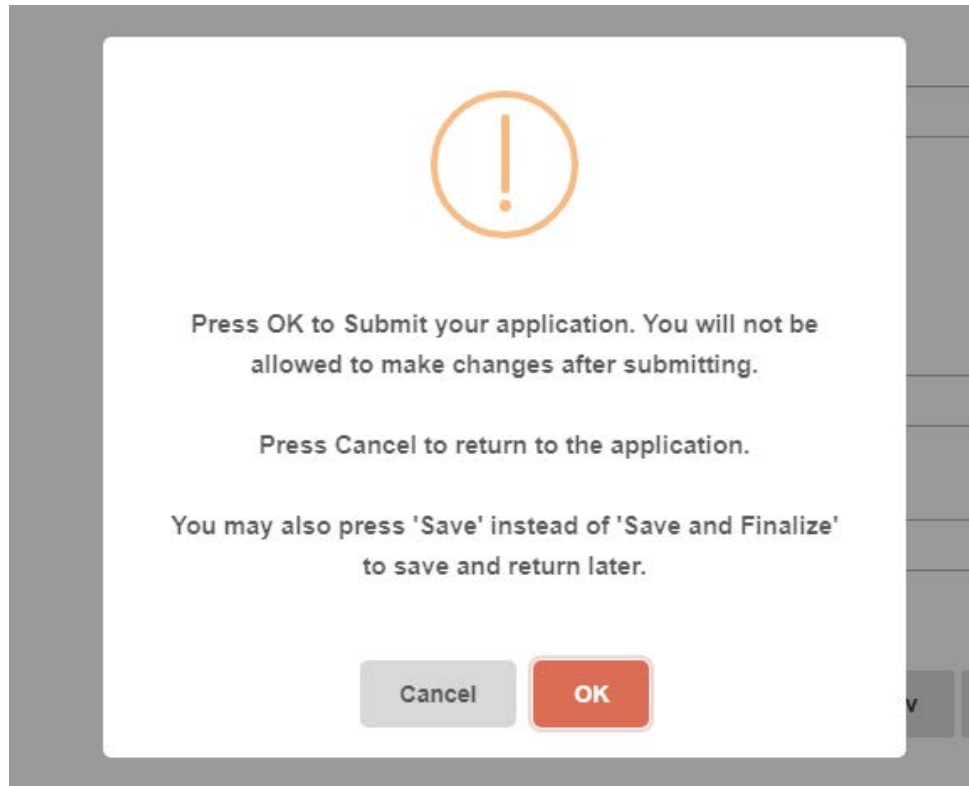 Press OK to Submit your application. You will not be
allowed to make changes after submitting.
Press Cancel to return to the application.
You may also press 'Save' instead of 'Save and Finalize'
to save and return later.
Cancel OK